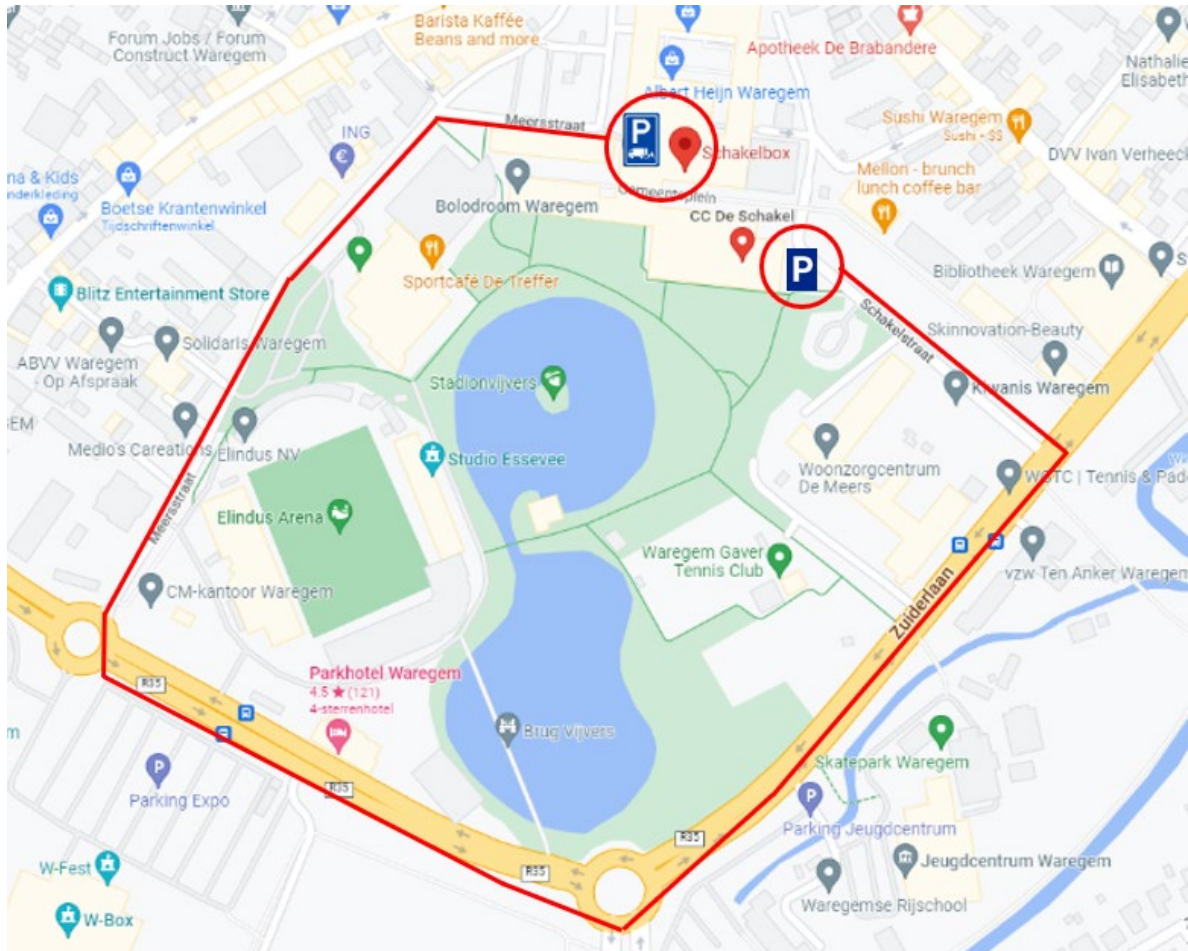 Forum Jobs / Forum
Construct Waregem
Barista Kaffée
Beans and more
Apotheek De Brabandere
Nathalie
Elisabeth
Albert Heijn Waregem
Meersstraat
ING
P
Schakelbox
Sushi Waregem
Sushi - $$
DVV Ivan Verheeck
na & Kids
nderkleding
Boetse Krantenwinkel
Tijdschriftenwinkel
Bolodroom Waregem
Gemeenteplein
Mellon - brunch
lunch coffee bar
CC De Schakel
P
Bibliotheek Waregem
Sportcafé De Treffer
Blitz Entertainment Store
Schakelstraat
Skinnovation-Beauty
Solidaris Waregem
ABVV Waregem
- Op Afspraak
Stadionvijvers
Kiwanis Waregem
GEM
Medio's Careations
Elindus NV
Studio Essevee
Woonzorgcentrum
De Meers
WGTC | Tennis & Pad
Meersstraat
Elindus Arena
Waregem Gaver
Tennis Club
vzw Ten Anker Waregem
CM-kantoor Waregem
Zuiderlaan
Parkhotel Waregem
4.5 ★ (121)
4-sterrenhotel
R35
Brug Vijvers
Skatepark Waregem
P
Parking Expo
R35
P
Parking Jeugdcentrum
R35
R35
Jeugdcentrum Waregem
W-Fest
Waregemse Rijschool
W-Box